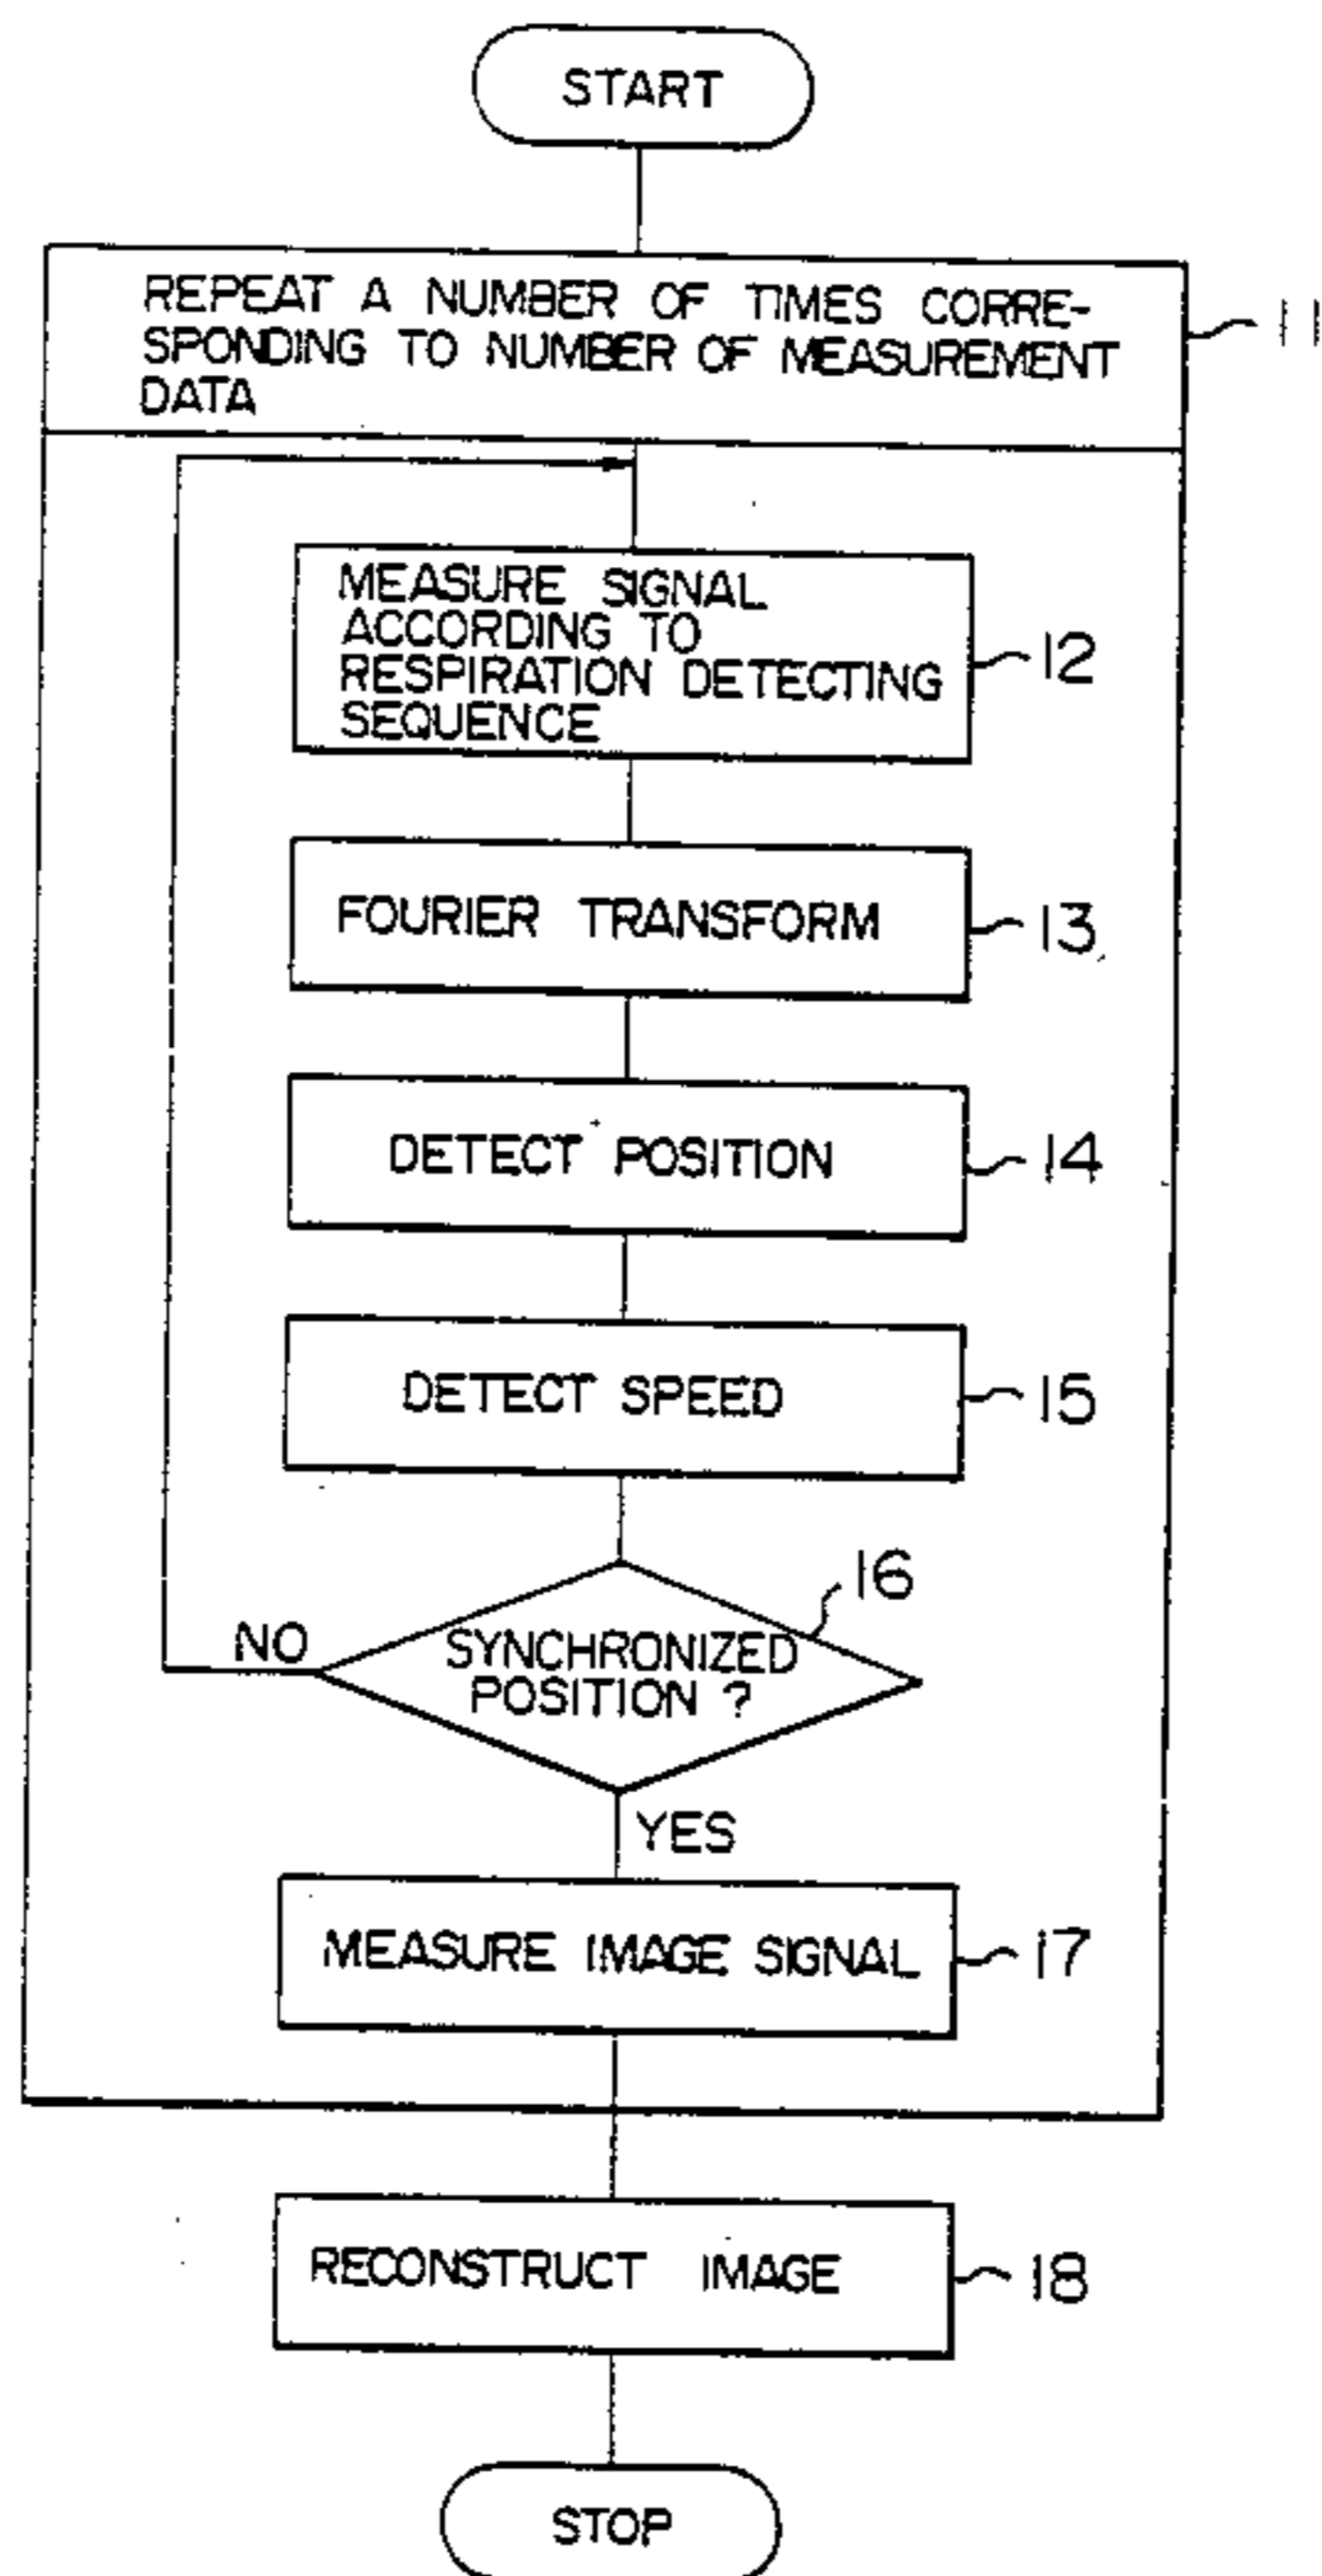 START
REPEAT A NUMBER OF TIMES CORRE-
SPONDING TO NUMBER OF MEASUREMENT
DATA
11
MEASURE SIGNAL
ACCORDING TO
RESPIRATION DETECTING
SEQUENCE
12
FOURIER TRANSFORM
13
DETECT POSITION
14
DETECT SPEED
15
16
NO
SYNCHRONIZED
POSITION ?
YES
MEASURE IMAGE SIGNAL
17
RECONSTRUCT IMAGE
18
STOP